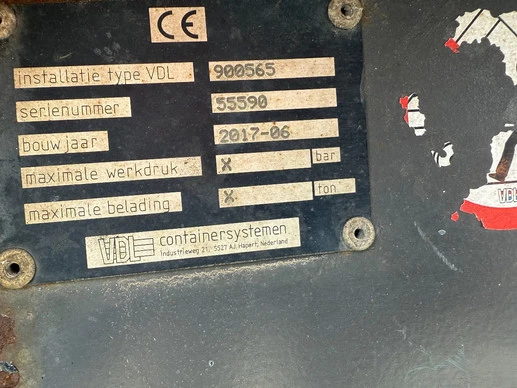 CE
installatie type VDL 900565
serienummer 55590
bouwjaar 2017-06
maximale werkdruk X bar
maximale belading X ton
VDL containersystemen
Industrieweg 21, 5527 AJ Hapert, Nederland